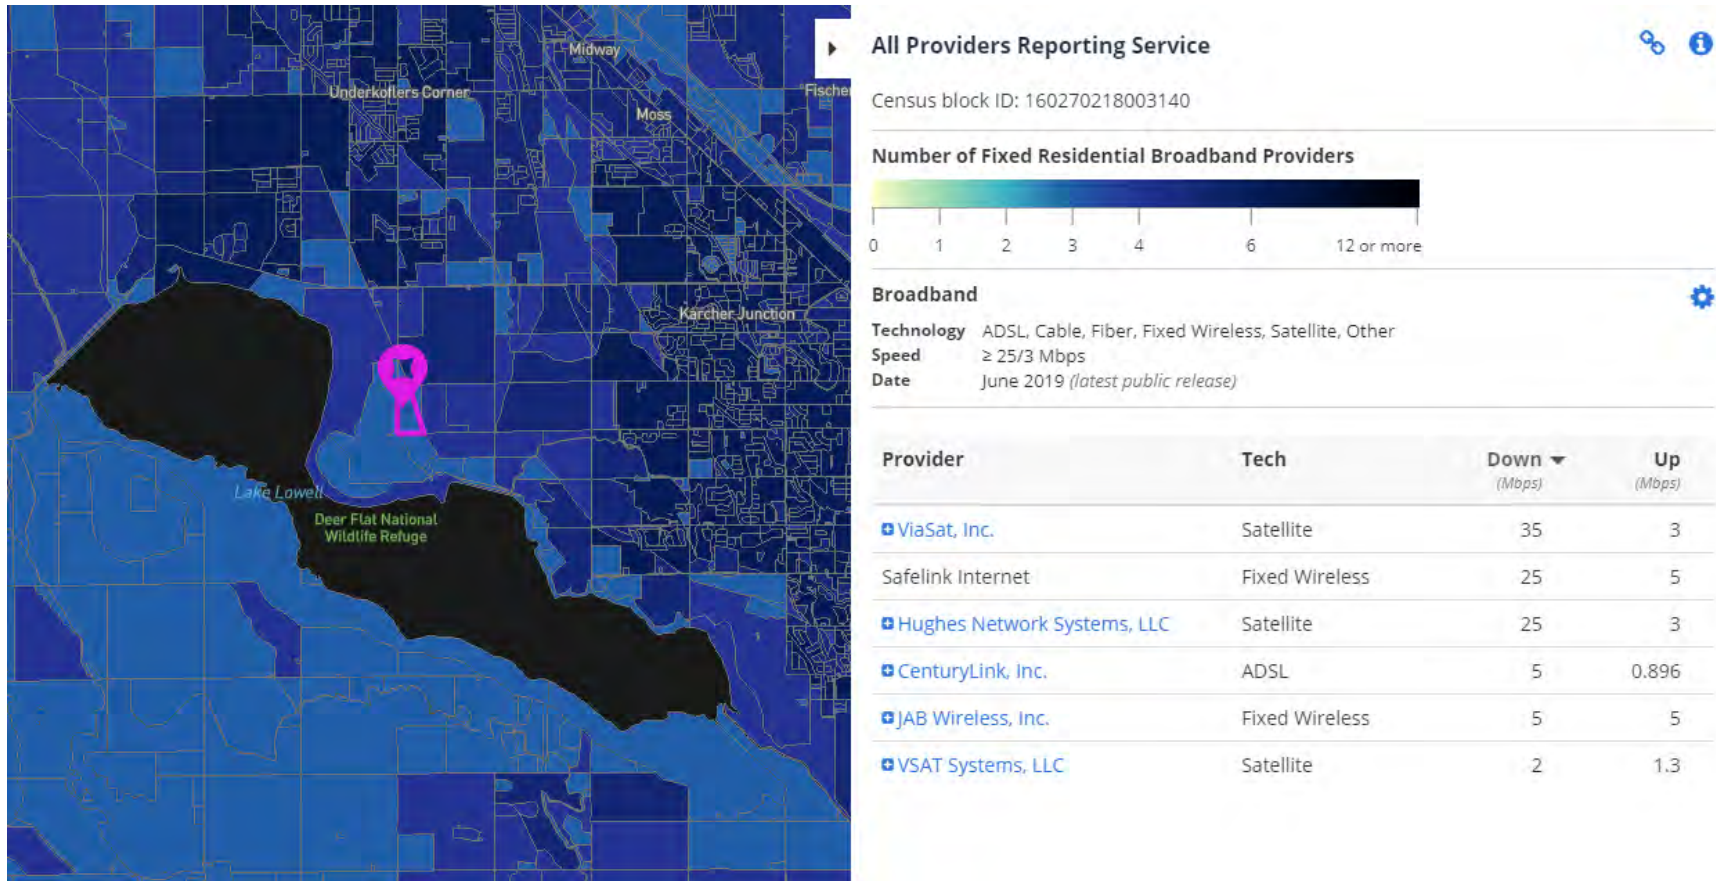 Midway
Underkoflers Corner
Fischer
Moss
Karcher Junction
Lake Lowell
Deer Flat National
Wildlife Refuge
All Providers Reporting Service
Census block ID: 160270218003140
Number of Fixed Residential Broadband Providers
0 1 2 3 4 6 12 or more
Broadband
Technology ADSL, Cable, Fiber, Fixed Wireless, Satellite, Other
Speed ≥ 25/3 Mbps
Date June 2019 (latest public release)
Provider Tech Down Up
(Mbps) (Mbps)
ViaSat, Inc. Satellite 35 3
Safelink Internet Fixed Wireless 25 5
Hughes Network Systems, LLC Satellite 25 3
CenturyLink, Inc. ADSL 5 0.896
JAB Wireless, Inc. Fixed Wireless 5 5
VSAT Systems, LLC Satellite 2 1.3